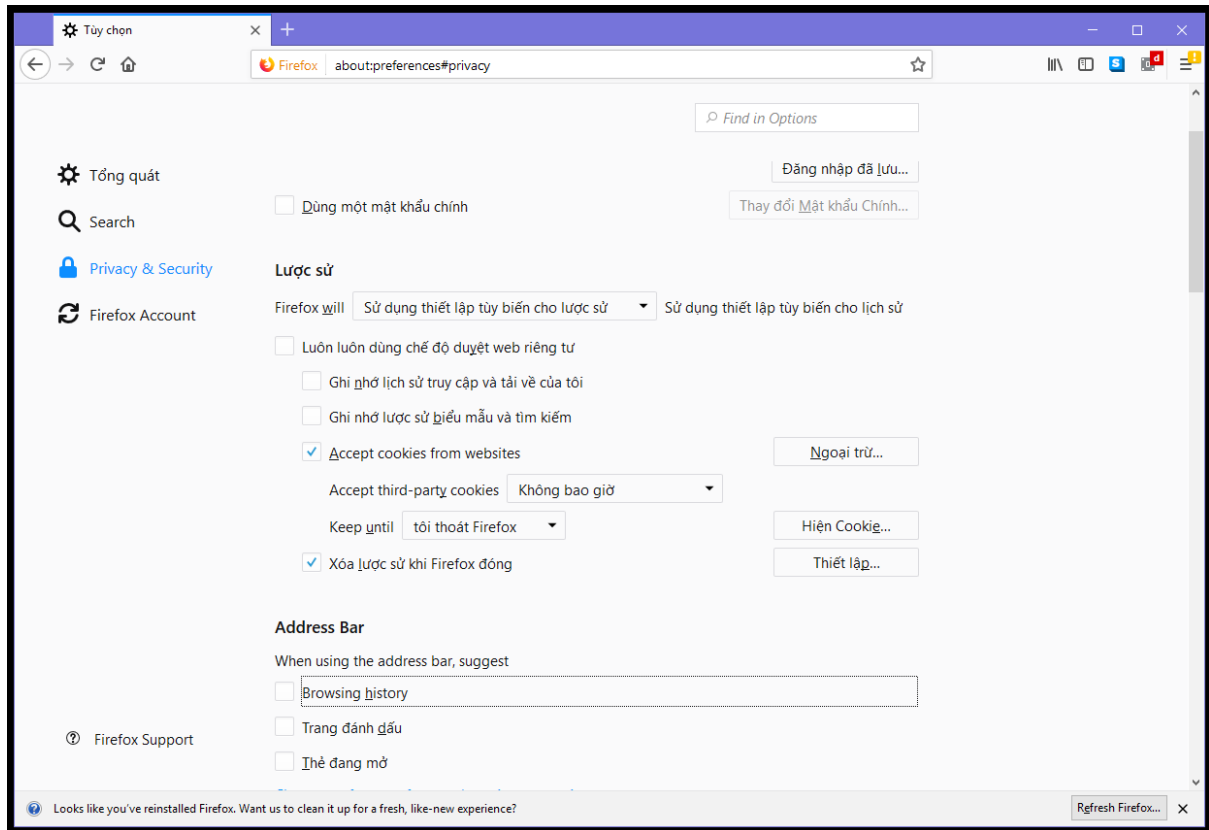 Tùy chọn
Firefox about:preferences#privacy
S
d
!
Find in Options
Tổng quát
Search
Privacy & Security
Firefox Account
Đăng nhập đã lưu...
Dùng một mật khẩu chính
Thay đổi Mật khẩu Chính...
Lược sử
Firefox will Sử dụng thiết lập tùy biến cho lược sử Sử dụng thiết lập tùy biến cho lịch sử
Luôn luôn dùng chế độ duyệt web riêng tư
Ghi nhớ lịch sử truy cập và tải về của tôi
Ghi nhớ lược sử biểu mẫu và tìm kiếm
Accept cookies from websites Ngoại trừ...
Accept third-party cookies Không bao giờ
Keep until tôi thoát Firefox Hiện Cookie...
Xóa lược sử khi Firefox đóng Thiết lập...
Address Bar
When using the address bar, suggest
Browsing history
Trang đánh dấu
Thẻ đang mở
Firefox Support
Looks like you've reinstalled Firefox. Want us to clean it up for a fresh, like-new experience? Refresh Firefox...